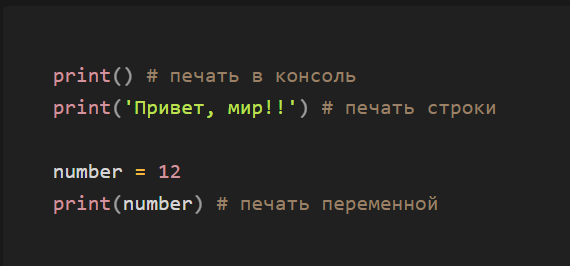 print() # печать в консоль
print('Привет, мир!!') # печать строки
number = 12
print(number) # печать переменной